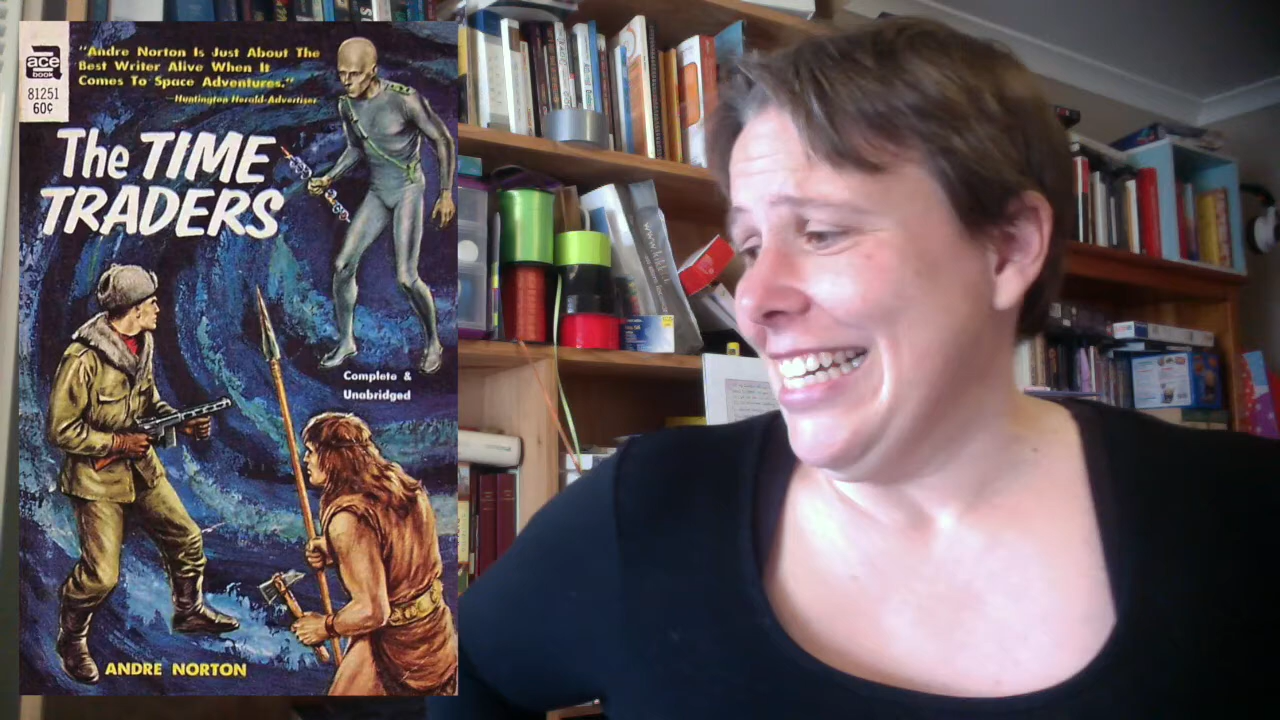 ace
book
81251
60¢
"Andre Norton Is Just About The
Best Writer Alive When It
Comes To Space Adventures."
—Huntington Herald-Advertiser
The TIME
TRADERS
Complete &
Unabridged
ANDRE NORTON